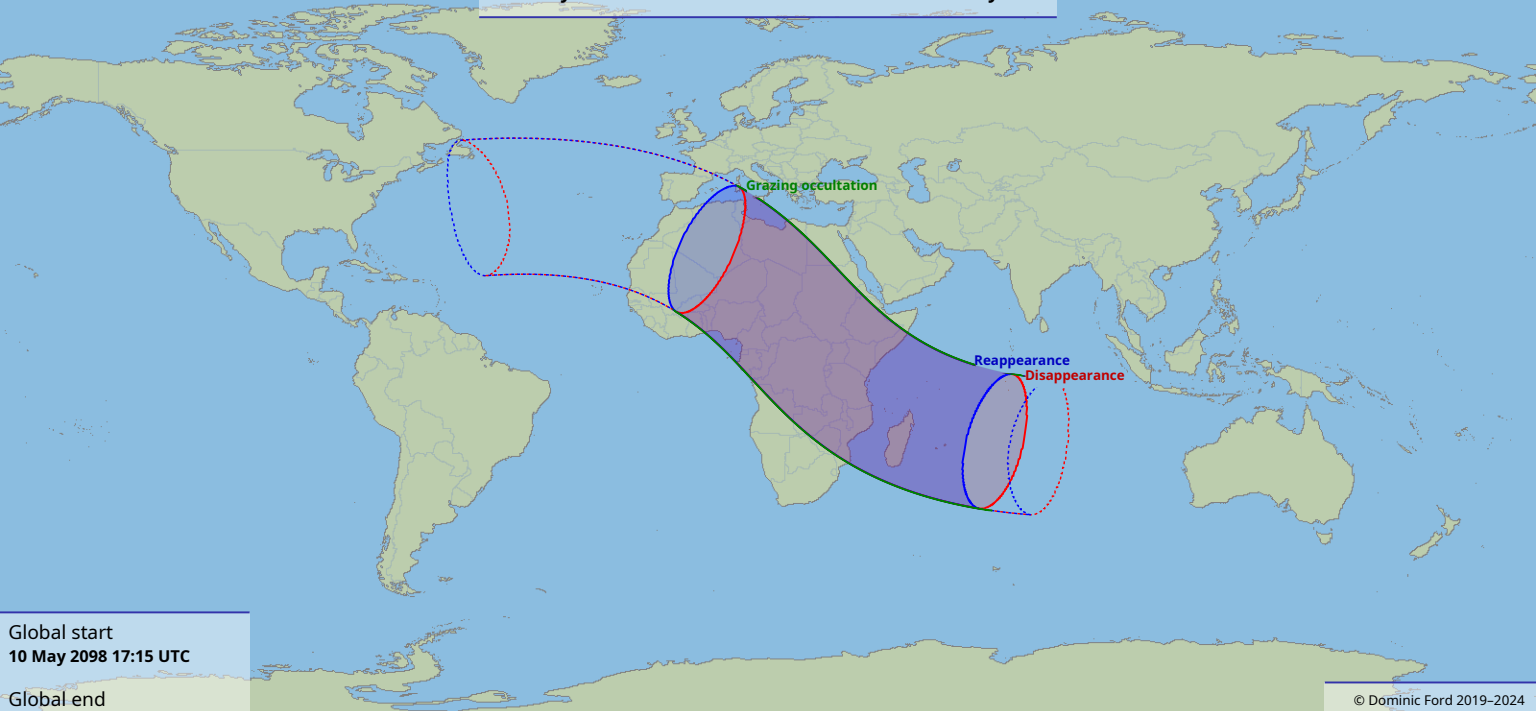 Grazing occultation
Reappearance
Disappearance
Global start
10 May 2098 17:15 UTC
Global end
© Dominic Ford 2019–2024